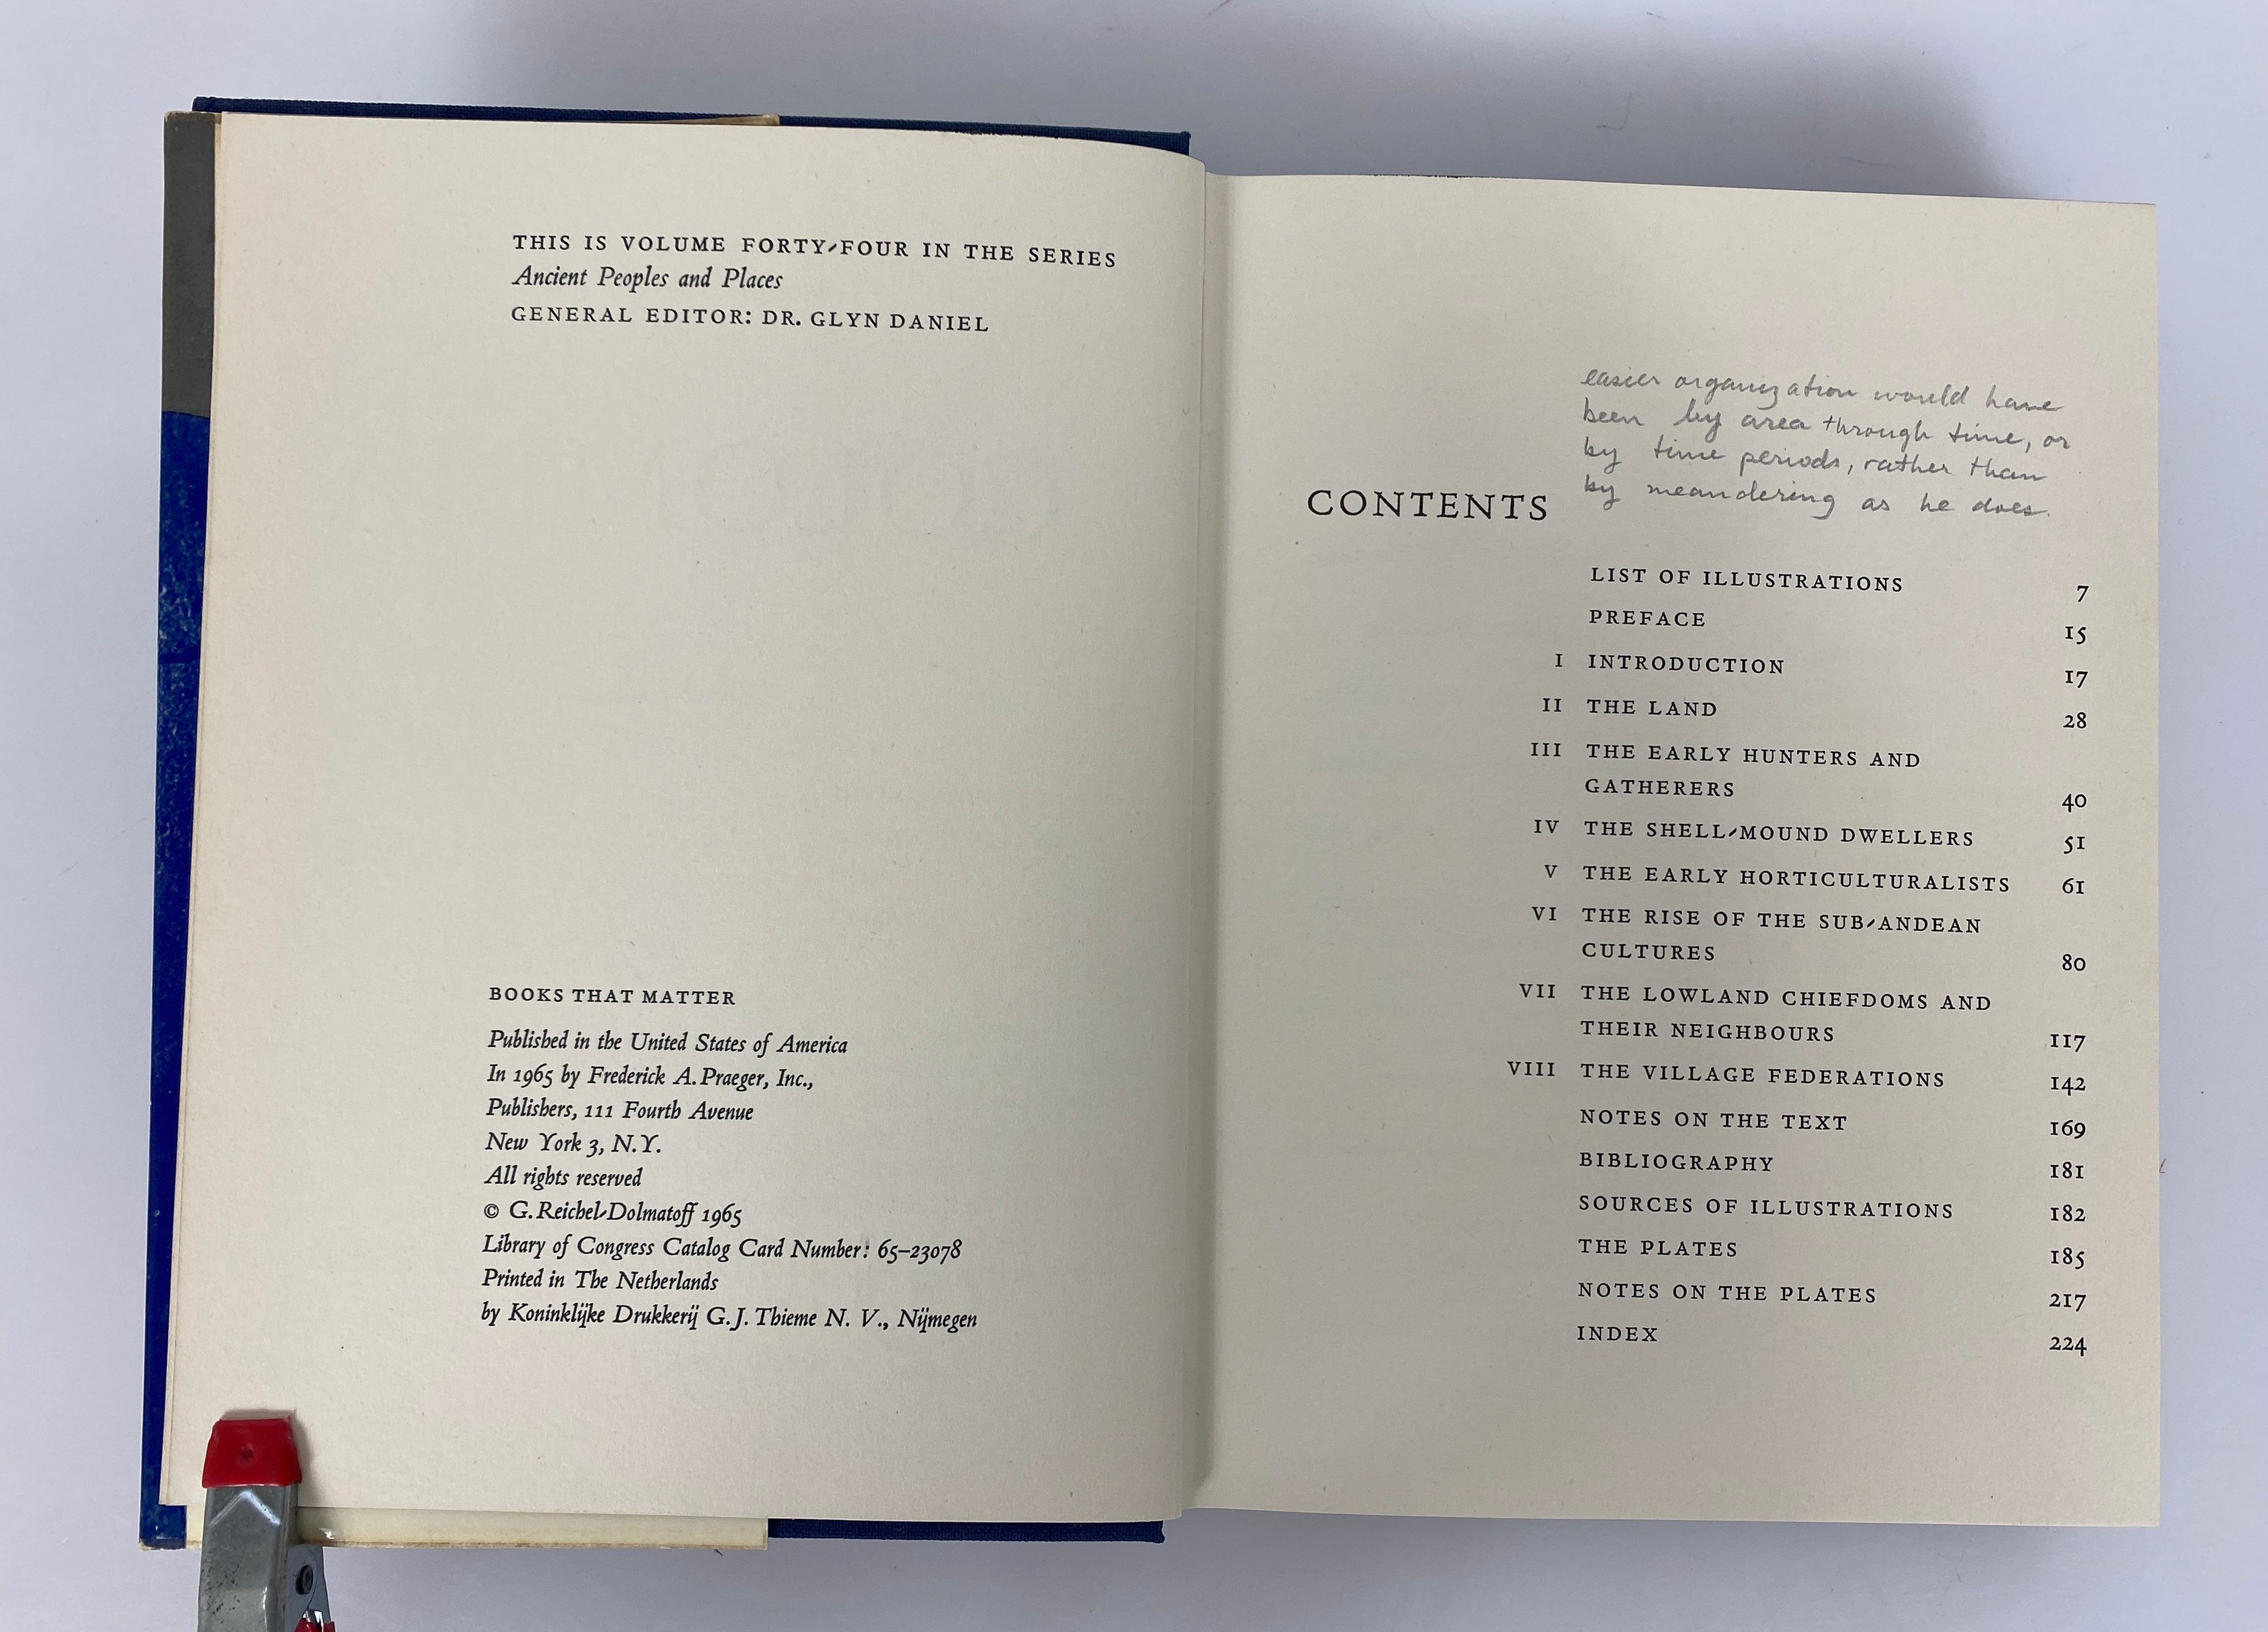 THIS IS VOLUME FORTY-FOUR IN THE SERIES
Ancient Peoples and Places
GENERAL EDITOR: DR. GLYN DANIEL
BOOKS THAT MATTER
Published in the United States of America
In 1965 by Frederick A. Praeger, Inc.,
Publishers, 111 Fourth Avenue
New York 3, N.Y.
All rights reserved
© G. Reichel-Dolmatoff 1965
Library of Congress Catalog Card Number: 65–23078
Printed in The Netherlands
by Koninklijke Drukkerij G. J. Thieme N. V., Nijmegen
easier organization would have
been by area through time, or
by time periods, rather than
by meandering as he does.
CONTENTS
LIST OF ILLUSTRATIONS 7
PREFACE 15
I INTRODUCTION 17
II THE LAND 28
III THE EARLY HUNTERS AND
GATHERERS 40
IV THE SHELL-MOUND DWELLERS 51
V THE EARLY HORTICULTURALISTS 61
VI THE RISE OF THE SUB-ANDEAN
CULTURES 80
VII THE LOWLAND CHIEFDOMS AND
THEIR NEIGHBOURS 117
VIII THE VILLAGE FEDERATIONS 142
NOTES ON THE TEXT 169
BIBLIOGRAPHY 181
SOURCES OF ILLUSTRATIONS 182
THE PLATES 185
NOTES ON THE PLATES 217
INDEX 224